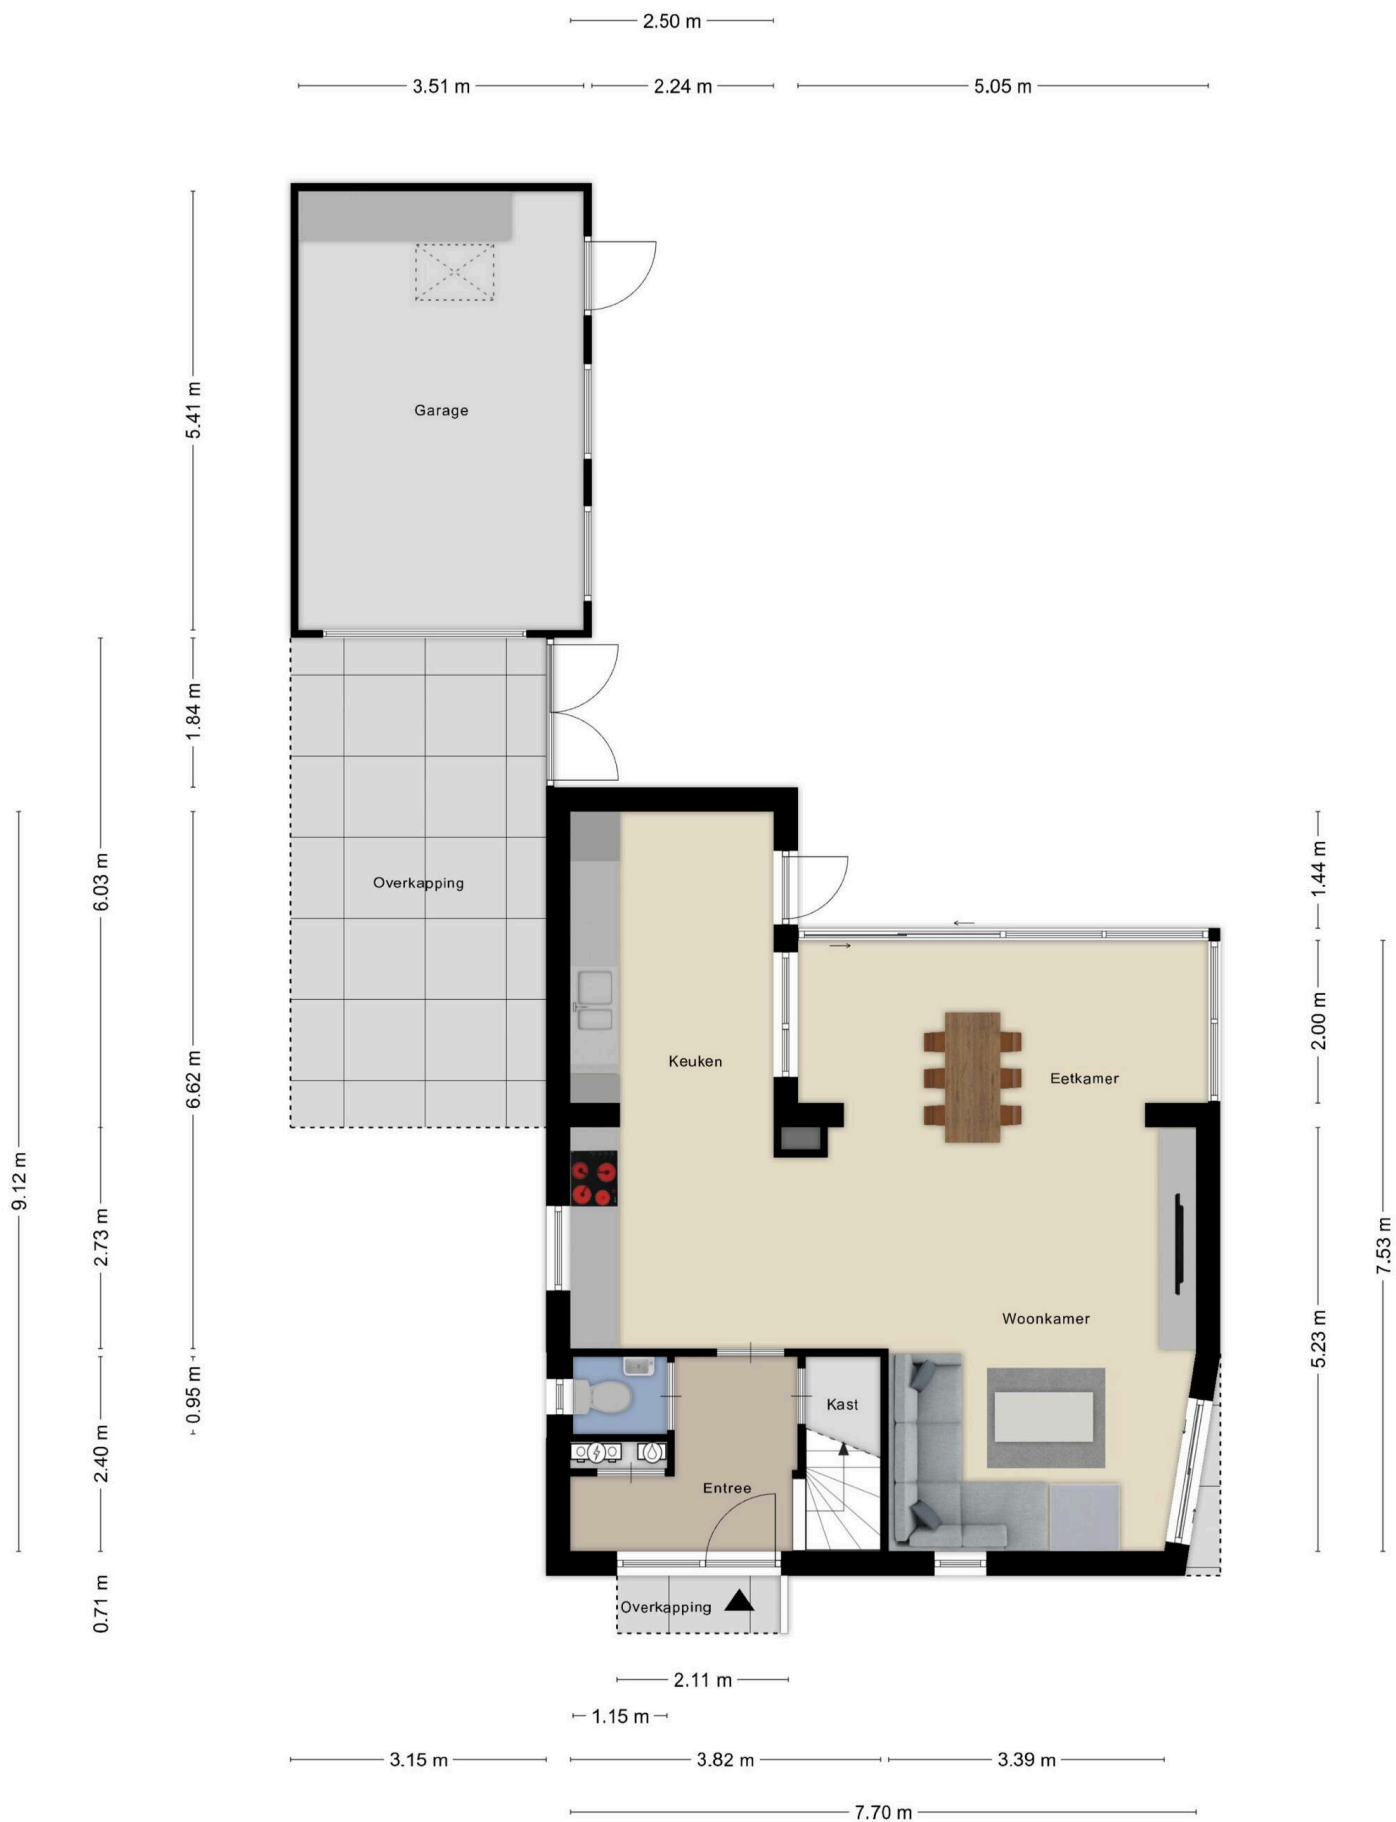 2.50 m
3.51 m
2.24 m
5.05 m
5.41 m
Garage
1.84 m
6.03 m
Overkapping
1.44 m
2.00 m
6.62 m
Keuken
Eetkamer
9.12 m
2.73 m
7.53 m
Woonkamer
5.23 m
0.95 m
Kast
2.40 m
Entree
0.71 m
Overkapping
2.11 m
1.15 m
3.15 m
3.82 m
3.39 m
7.70 m